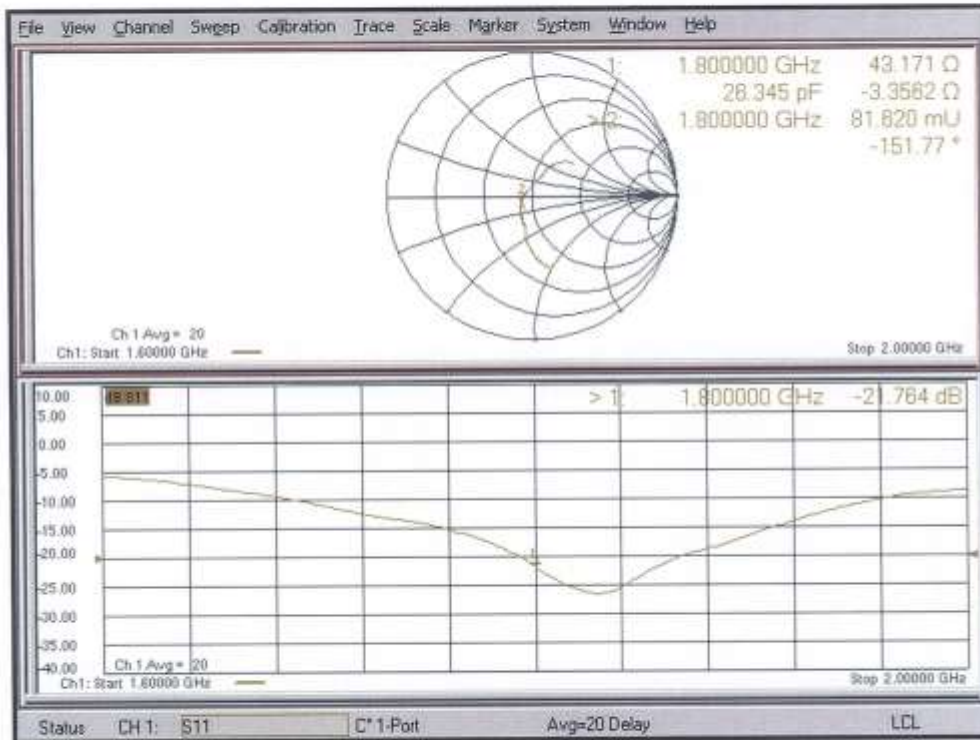 File View Channel Sweep Calibration Trace Scale Marker System Window Help
1: 1.800000 GHz 43.171 Ω
26.345 pF -3.3562 Ω
> 2: 1.800000 GHz 81.820 mU
-151.77 °
2
Ch 1 Avg = 20
Ch1: Start 1.60000 GHz
Stop 2.00000 GHz
10.00
> 1: 1.800000 GHz -21.764 dB
5.00
0.00
-5.00
-10.00
-15.00
-20.00
1
-25.00
-30.00
-35.00
-40.00
Ch 1 Avg = 20
Ch1: Start 1.60000 GHz
Stop 2.00000 GHz
Status CH 1: S11 C* 1-Port Avg=20 Delay LCL